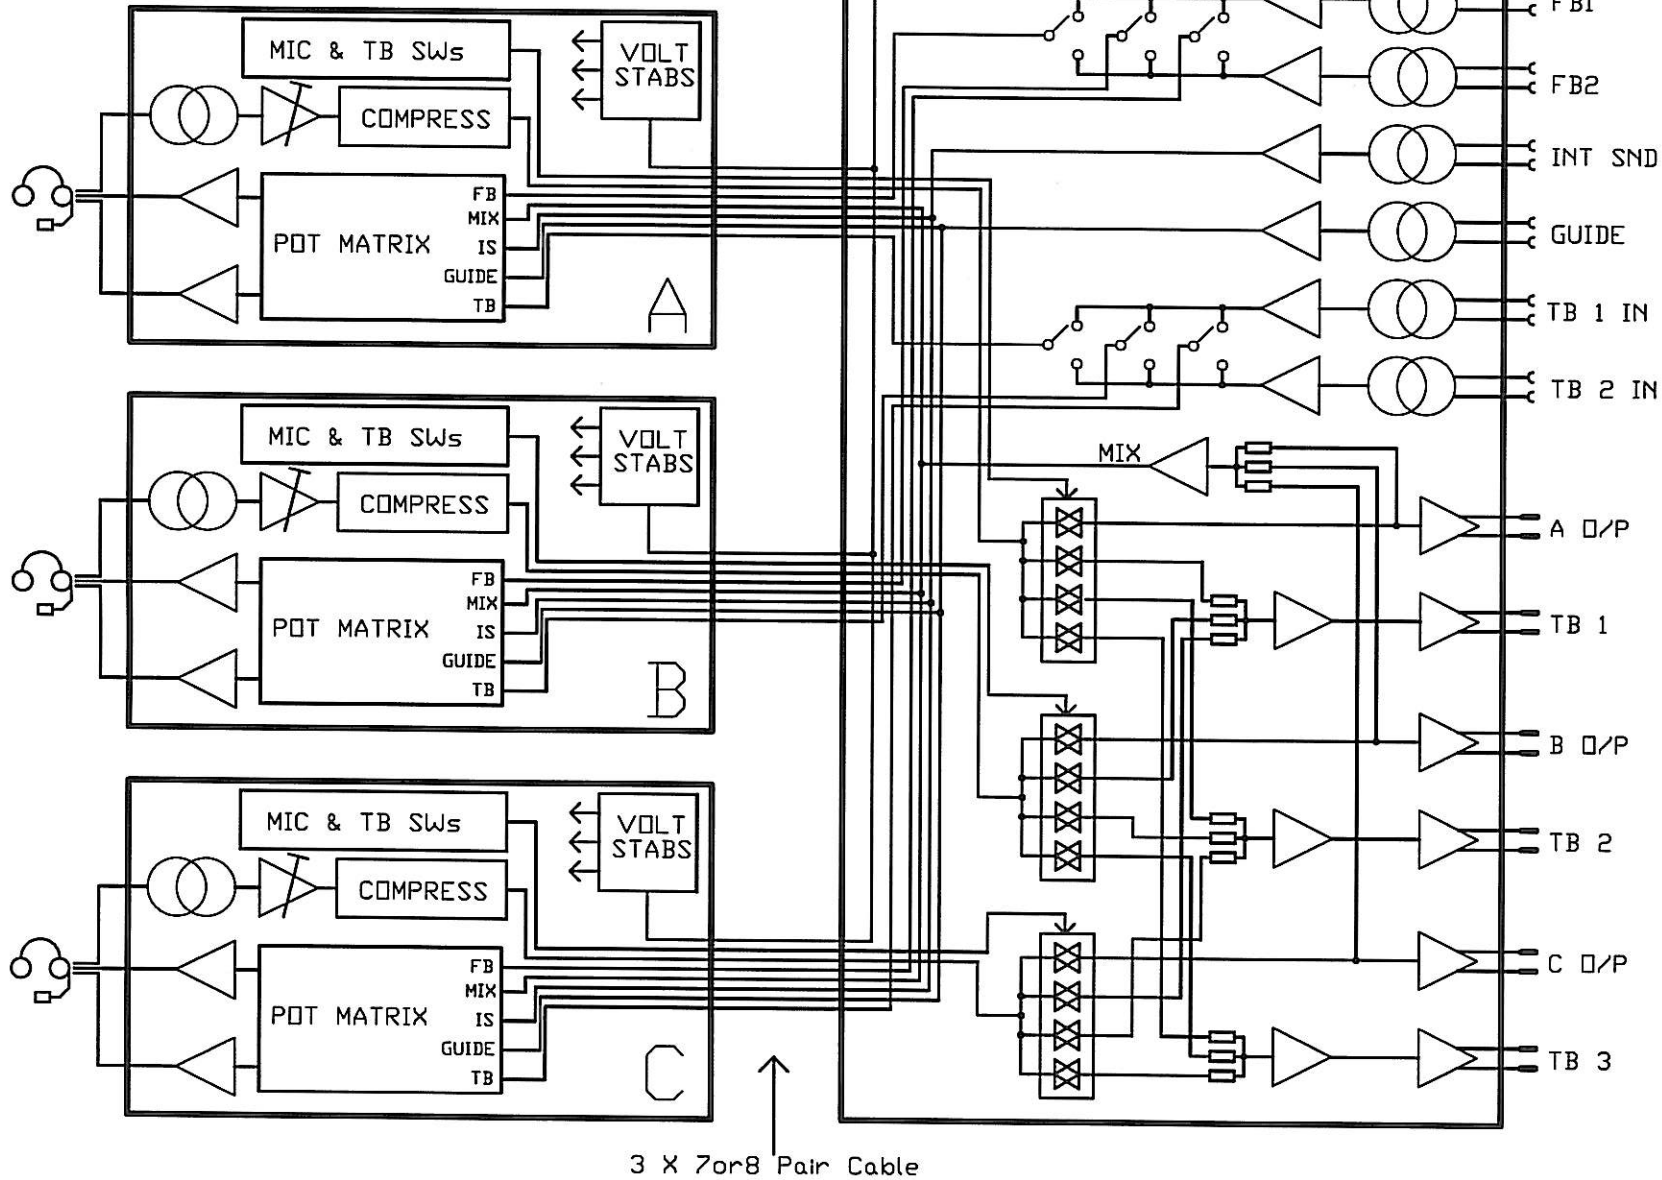 MIC & TB SWs
VOLT
STABS
COMPRESS
FB
MIX
POT MATRIX
IS
GUIDE
TB
A
MIC & TB SWs
VOLT
STABS
COMPRESS
FB
MIX
POT MATRIX
IS
GUIDE
TB
B
MIC & TB SWs
VOLT
STABS
COMPRESS
FB
MIX
POT MATRIX
IS
GUIDE
TB
C
3 X 7or8 Pair Cable
FB1
FB2
INT SND
GUIDE
TB 1 IN
TB 2 IN
MIX
A O/P
TB 1
B O/P
TB 2
C O/P
TB 3